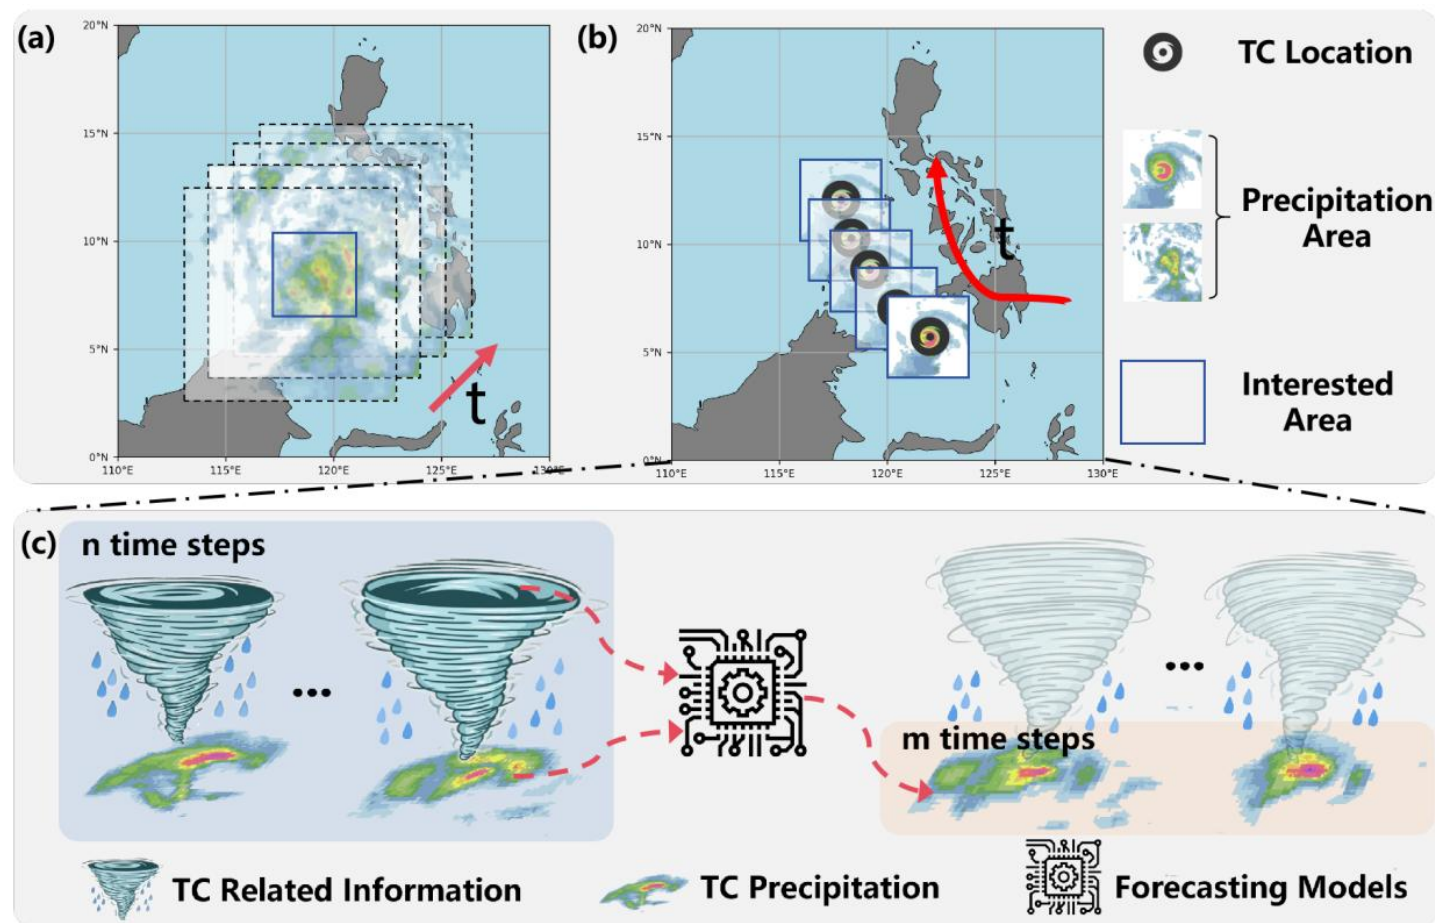 (a)
20°N
15°N
10°N
5°N
0°N
110°E
115°E
120°E
125°E
130°E
t
(b)
20°N
15°N
10°N
5°N
0°N
110°E
115°E
120°E
125°E
130°E
t
TC Location
Precipitation
Area
Interested
Area
(c)
n time steps
...
m time steps
...
TC Related Information
TC Precipitation
Forecasting Models